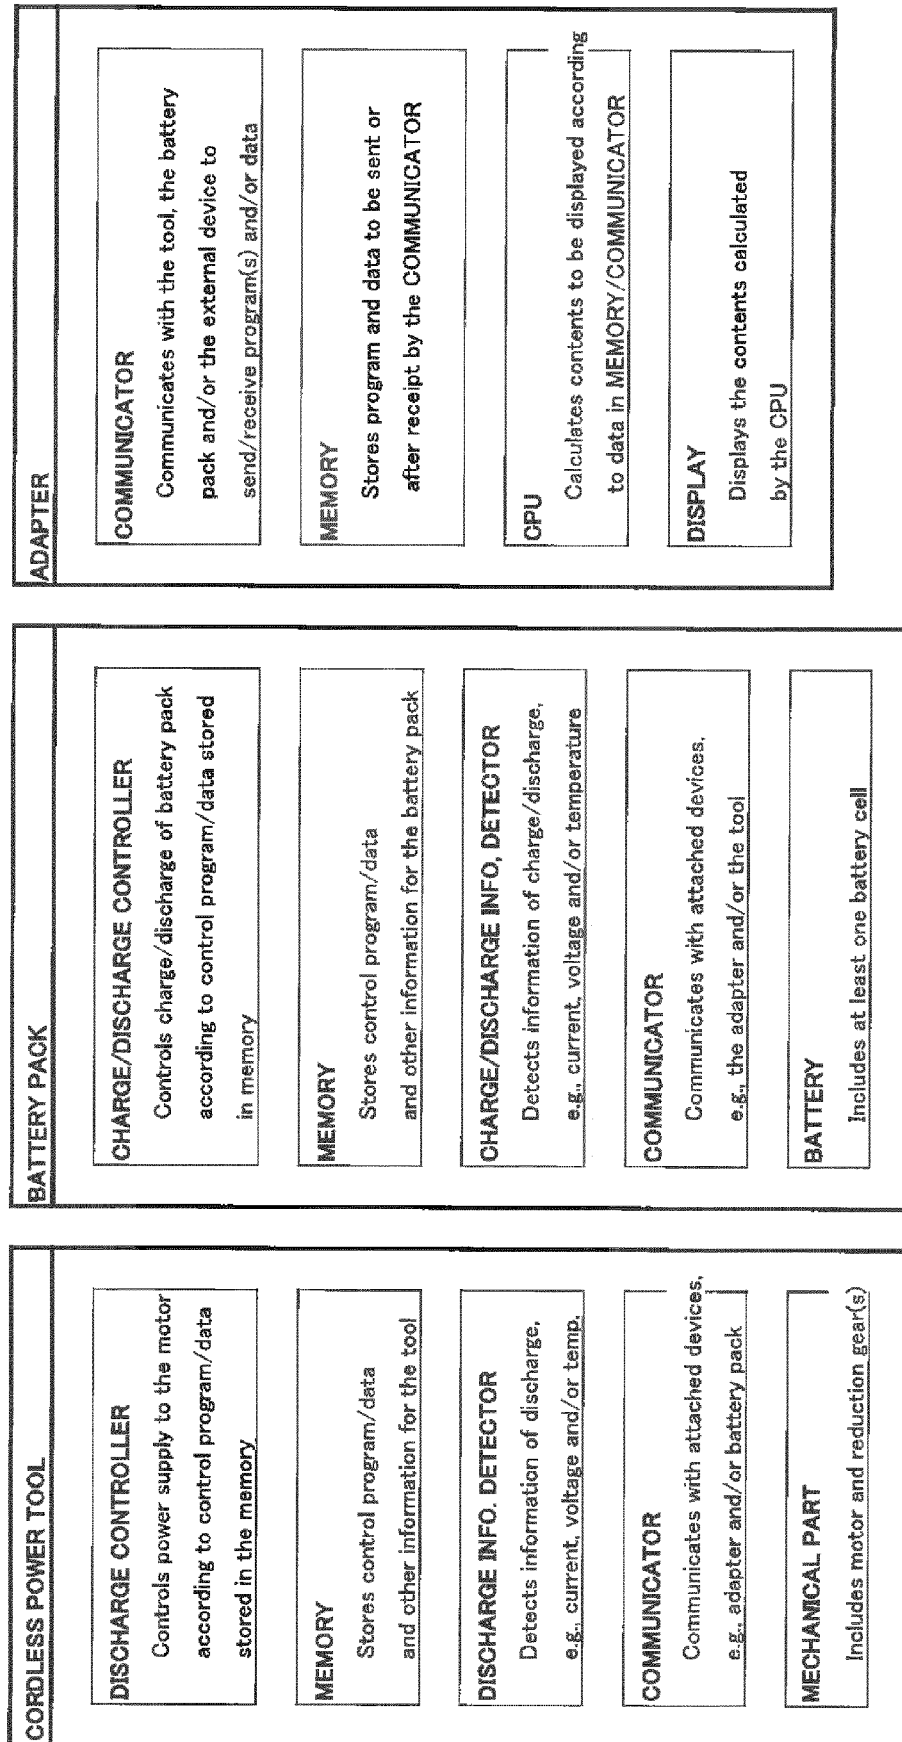 CORDLESS POWER TOOL
DISCHARGE CONTROLLER
Controls power supply to the motor
according to control program/data
stored in the memory
MEMORY
Stores control program/data
and other information for the tool
DISCHARGE INFO. DETECTOR
Detects information of discharge,
e.g., current, voltage and/or temp.
COMMUNICATOR
Communicates with attached devices,
e.g., adapter and/or battery pack
MECHANICAL PART
Includes motor and reduction gear(s)
BATTERY PACK
CHARGE/DISCHARGE CONTROLLER
Controls charge/discharge of battery pack
according to control program/data stored
in memory
MEMORY
Stores control program/data
and other information for the battery pack
CHARGE/DISCHARGE INFO, DETECTOR
Detects information of charge/discharge,
e.g., current, voltage and/or temperature
COMMUNICATOR
Communicates with attached devices,
e.g., the adapter and/or the tool
BATTERY
Includes at least one battery cell
ADAPTER
COMMUNICATOR
Communicates with the tool, the battery
pack and/or the external device to
send/receive program(s) and/or data
MEMORY
Stores program and data to be sent or
after receipt by the COMMUNICATOR
CPU
Calculates contents to be displayed according
to data in MEMORY/COMMUNICATOR
DISPLAY
Displays the contents calculated
by the CPU